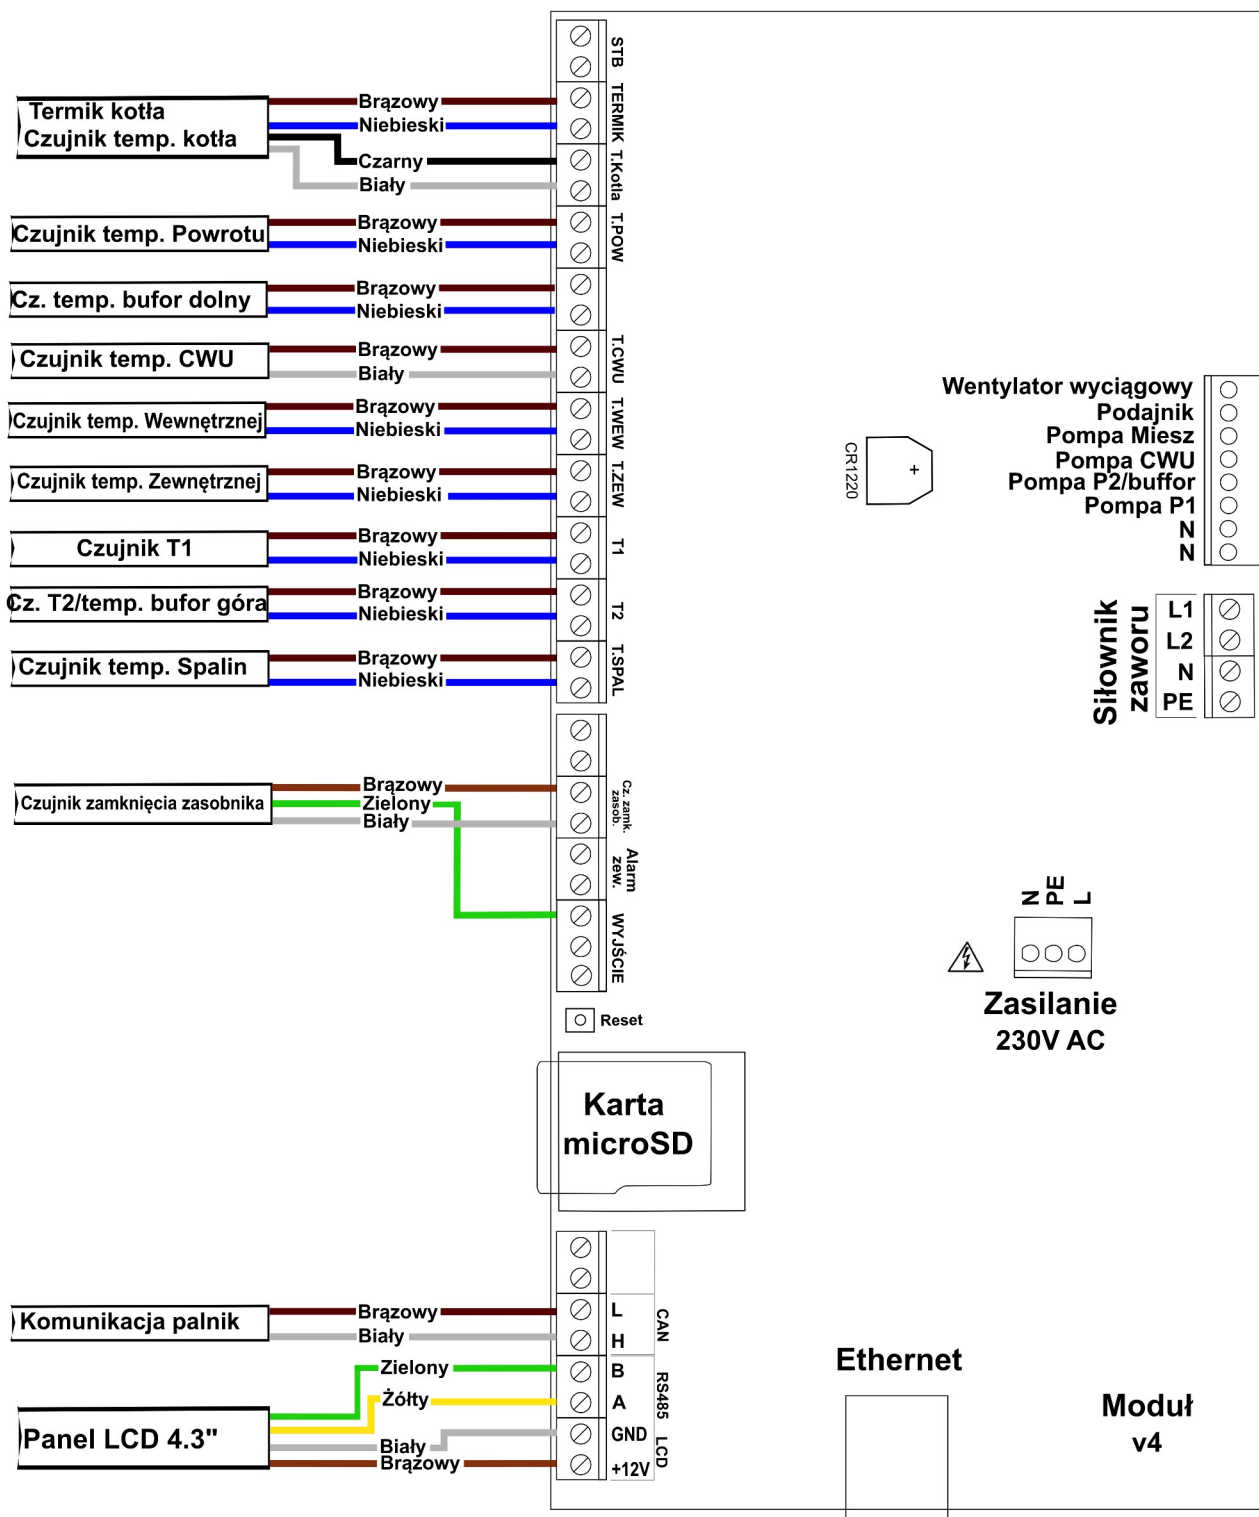 STB
Termik kotła
Czujnik temp. kotła
Brązowy
Niebieski
TERMIK
Czarny
Biały
T.Kotla
Czujnik temp. Powrotu
Brązowy
Niebieski
T.POW
Cz. temp. bufor dolny
Brązowy
Niebieski
Czujnik temp. CWU
Brązowy
Biały
T.CWU
Czujnik temp. Wewnętrznej
Brązowy
Niebieski
T.WEW
Czujnik temp. Zewnętrznej
Brązowy
Niebieski
T.ZEW
Czujnik T1
Brązowy
Niebieski
T1
Cz. T2/temp. bufor góra
Brązowy
Niebieski
T2
Czujnik temp. Spalin
Brązowy
Niebieski
T.SPAL
Wentylator wyciągowy
Podajnik
Pompa Miesz
Pompa CWU
Pompa P2/buffor
Pompa P1
N
N
CR1220
+
Siłownik
zaworu
L1
L2
N
PE
Czujnik zamknięcia zasobnika
Brązowy
Zielony
Biały
Cz. zamk.
zasob.
Alarm
zew.
WYJŚCIE
N
PE
L
Zasilanie
230V AC
Reset
Karta
microSD
Komunikacja palnik
Brązowy
Biały
L
H
CAN
Panel LCD 4.3"
Zielony
Żółty
Biały
Brązowy
B
A
RS485
GND
+12V
LCD
Ethernet
Moduł
v4